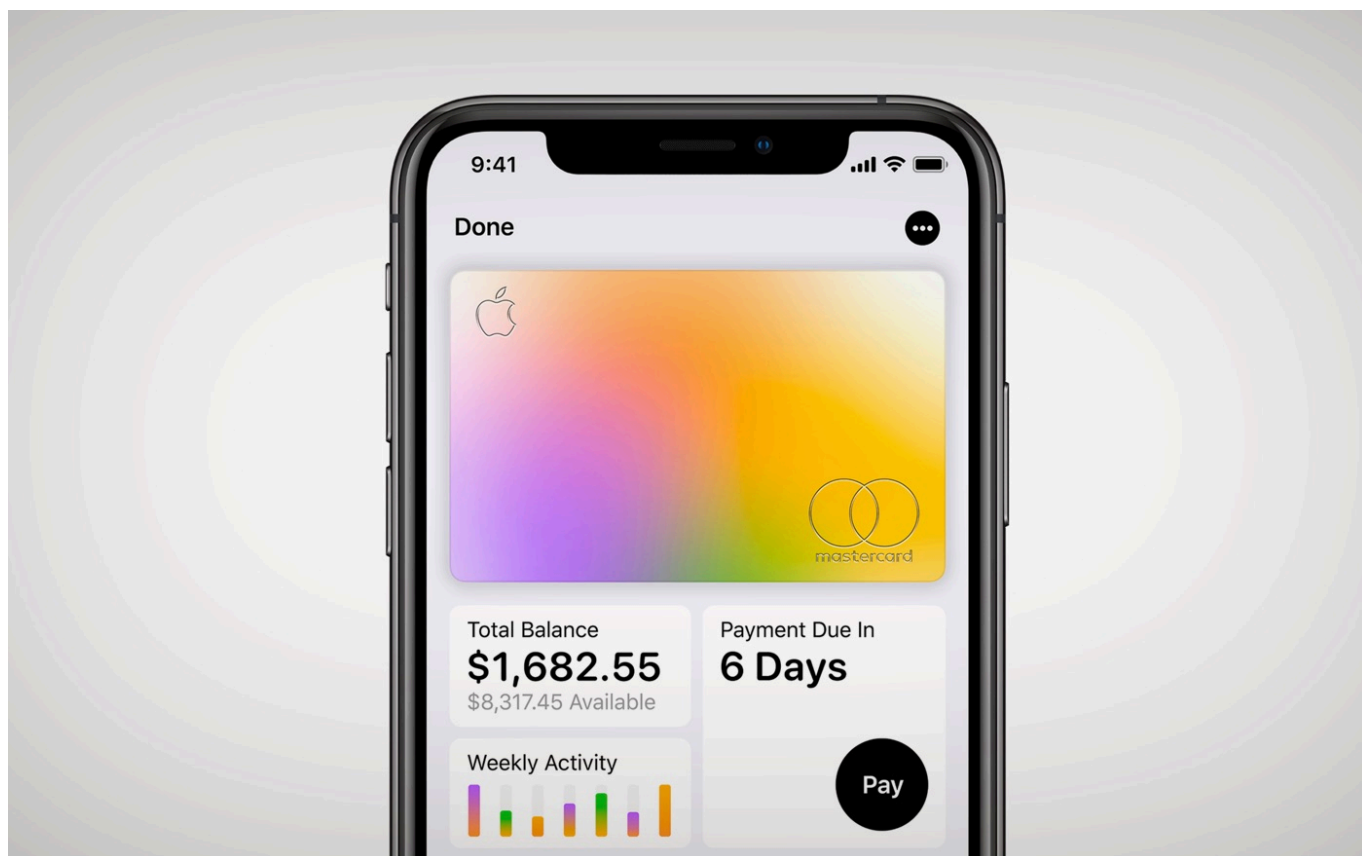 9:41
Done
mastercard
Total Balance
$1,682.55
$8,317.45 Available
Payment Due In
6 Days
Weekly Activity
Pay